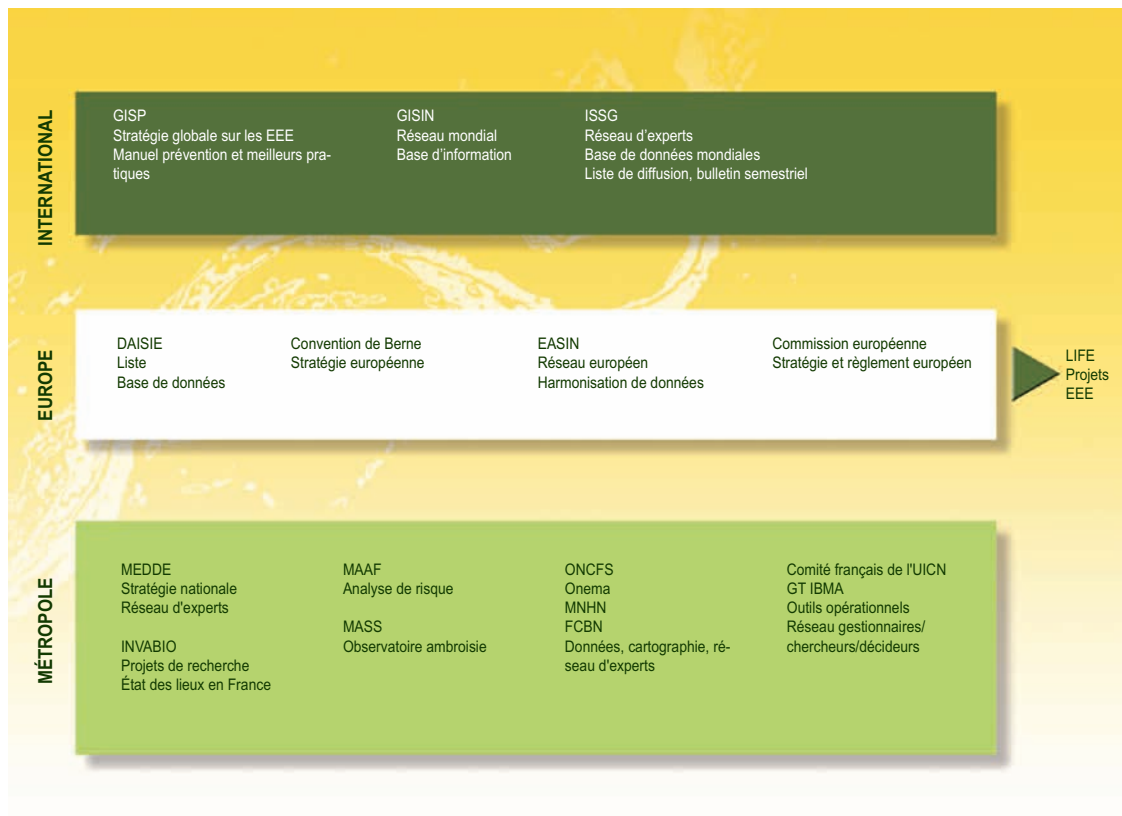 INTERNATIONAL
GISP
Stratégie globale sur les EEE
Manuel prévention et meilleurs pra-
tiques
GISIN
Réseau mondial
Base d'information
ISSG
Réseau d'experts
Base de données mondiales
Liste de diffusion, bulletin semestriel
EUROPE
DAISIE
Liste
Base de données
Convention de Berne
Stratégie européenne
EASIN
Réseau européen
Harmonisation de données
Commission européenne
Stratégie et règlement européen
LIFE
Projets
EEE
MÉTROPOLE
MEDDE
Stratégie nationale
Réseau d'experts
INVABIO
Projets de recherche
État des lieux en France
MAAF
Analyse de risque
MASS
Observatoire ambroisie
ONCFS
Onema
MNHN
FCBN
Données, cartographie, ré-
seau d'experts
Comité français de l'UICN
GT IBMA
Outils opérationnels
Réseau gestionnaires/
chercheurs/décideurs